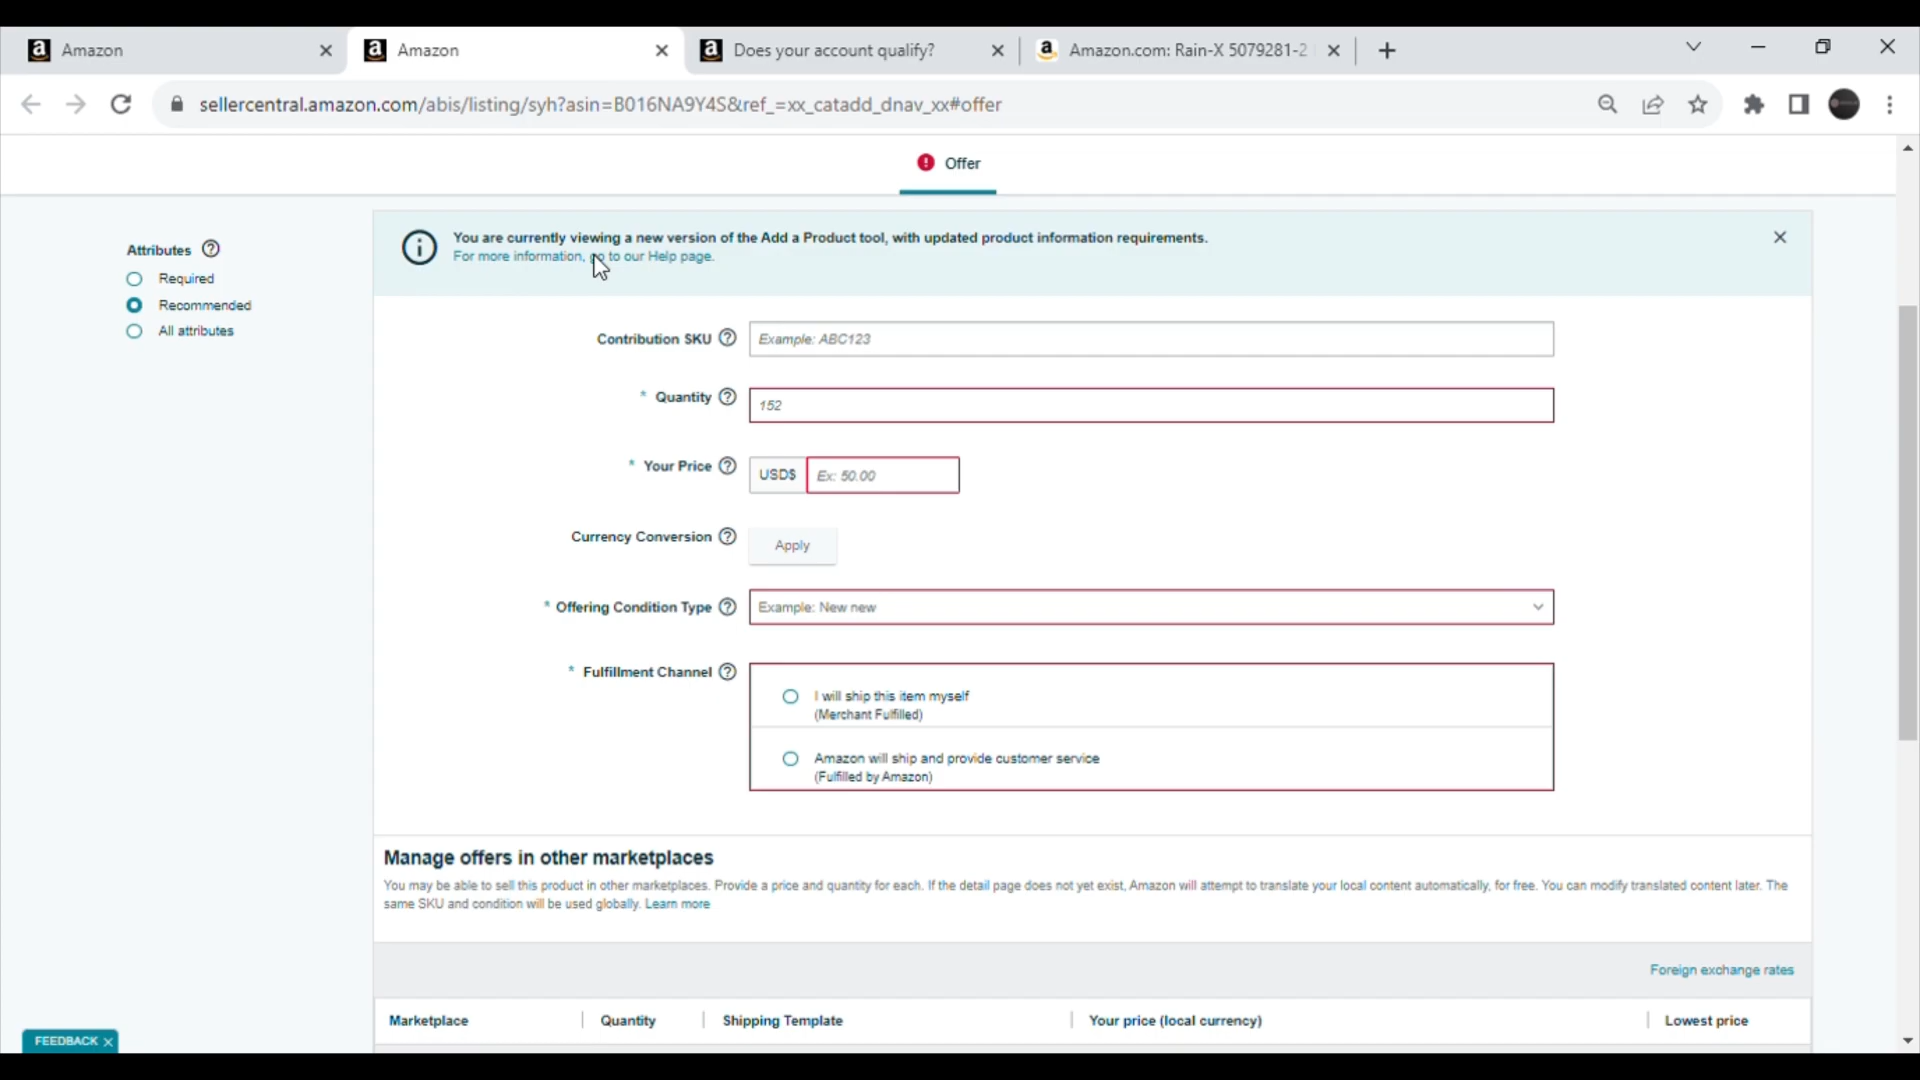 Amazon
Amazon
Does your account qualify?
Amazon.com: Rain-X 5079281-2
sellercentral.amazon.com/abis/listing/syh?asin=B016NA9Y4S&ref_=xx_catadd_dnav_xx#offer
Offer
Attributes
Required
Recommended
All attributes
You are currently viewing a new version of the Add a Product tool, with updated product information requirements.
For more information, go to our Help page.
Contribution SKU
Example: ABC123
* Quantity
152
* Your Price
USD$
Ex: 50.00
Currency Conversion
Apply
* Offering Condition Type
Example: New new
* Fulfillment Channel
I will ship this item myself
(Merchant Fulfilled)
Amazon will ship and provide customer service
(Fulfilled by Amazon)
Manage offers in other marketplaces
You may be able to sell this product in other marketplaces. Provide a price and quantity for each. If the detail page does not yet exist, Amazon will attempt to translate your local content automatically, for free. You can modify translated content later. The
same SKU and condition will be used globally. Learn more
Foreign exchange rates
Marketplace
Quantity
Shipping Template
Your price (local currency)
Lowest price
FEEDBACK